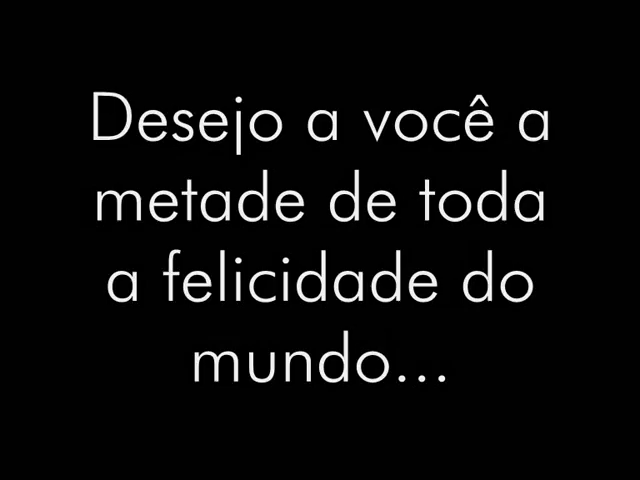 Desejo a você a
metade de toda
a felicidade do
mundo...